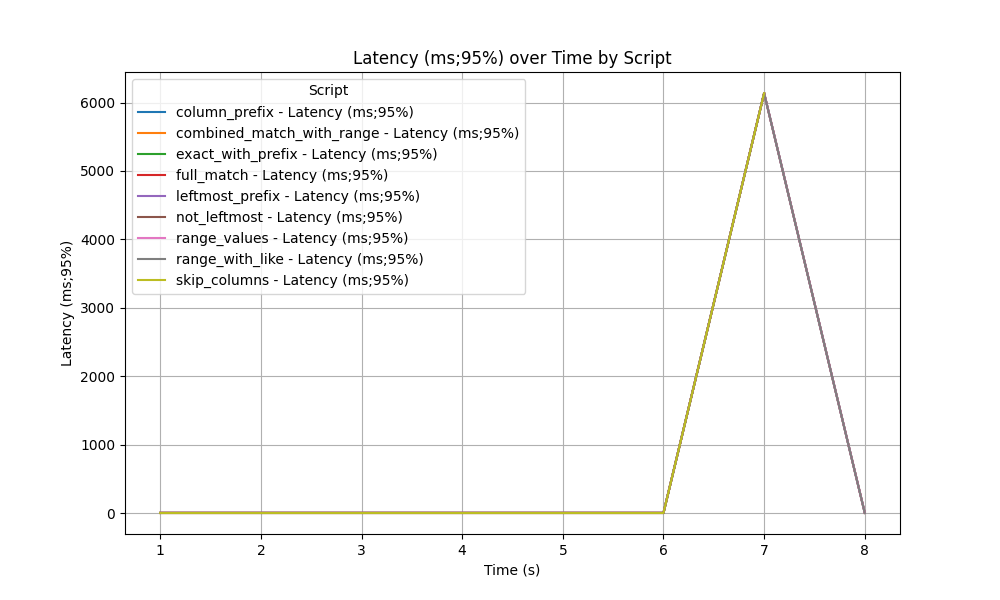 Latency (ms;95%) over Time by Script
Script
column_prefix - Latency (ms;95%)
combined_match_with_range - Latency (ms;95%)
exact_with_prefix - Latency (ms;95%)
full_match - Latency (ms;95%)
leftmost_prefix - Latency (ms;95%)
not_leftmost - Latency (ms;95%)
range_values - Latency (ms;95%)
range_with_like - Latency (ms;95%)
skip_columns - Latency (ms;95%)
Latency (ms;95%)
6000
5000
4000
3000
2000
1000
0
1 2 3 4 5 6 7 8
Time (s)